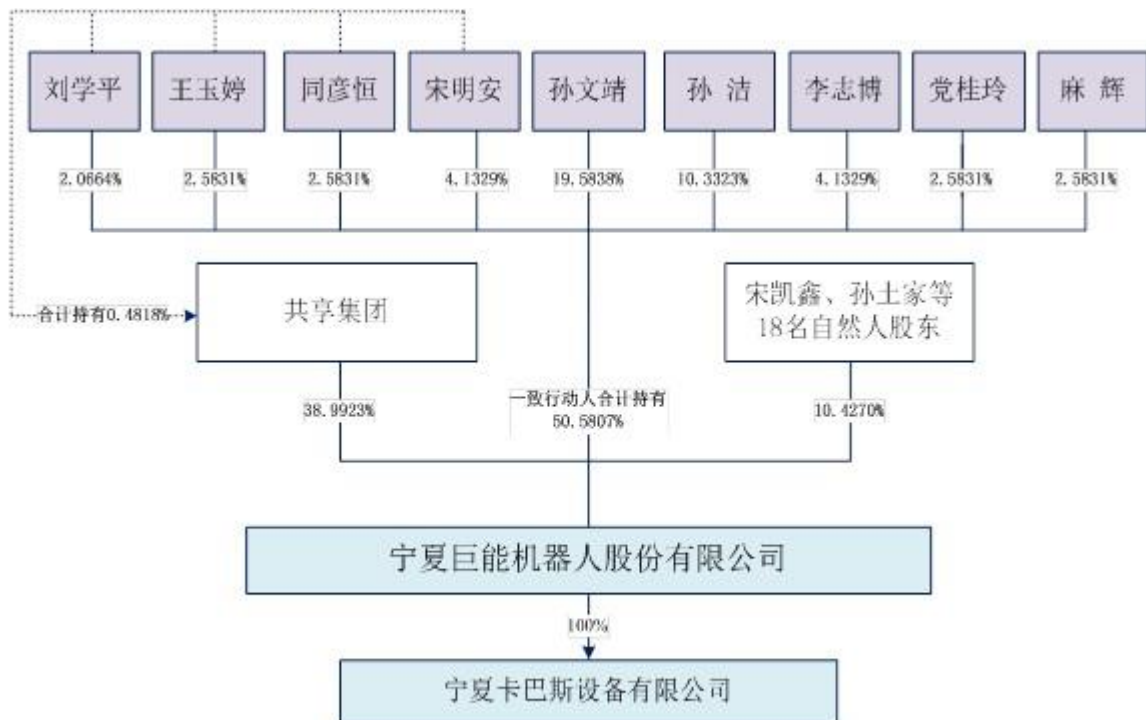 刘学平
王玉婷
同彦恒
宋明安
孙文靖
孙 洁
李志博
党桂玲
麻 辉
2.0664%
2.5831%
2.5831%
4.1329%
19.5838%
10.3323%
4.1329%
2.5831%
2.5831%
合计持有0.4818%
共享集团
宋凯鑫、孙土家等
18名自然人股东
38.9923%
一致行动人合计持有
50.5807%
10.4270%
宁夏巨能机器人股份有限公司
100%
宁夏卡巴斯设备有限公司